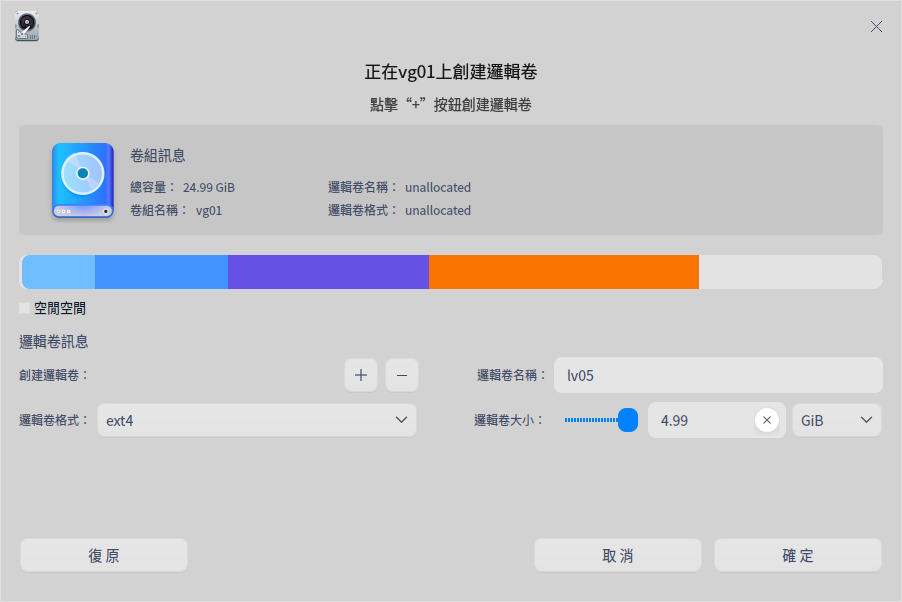 正在vg01上創建邏輯卷
點擊“+”按鈕創建邏輯卷
卷組訊息
總容量： 24.99 GiB
邏輯卷名稱： unallocated
卷組名稱： vg01
邏輯卷格式： unallocated
空閒空間
邏輯卷訊息
創建邏輯卷：
邏輯卷名稱： lv05
邏輯卷格式： ext4
邏輯卷大小： 4.99 GiB
復原
取消
確定